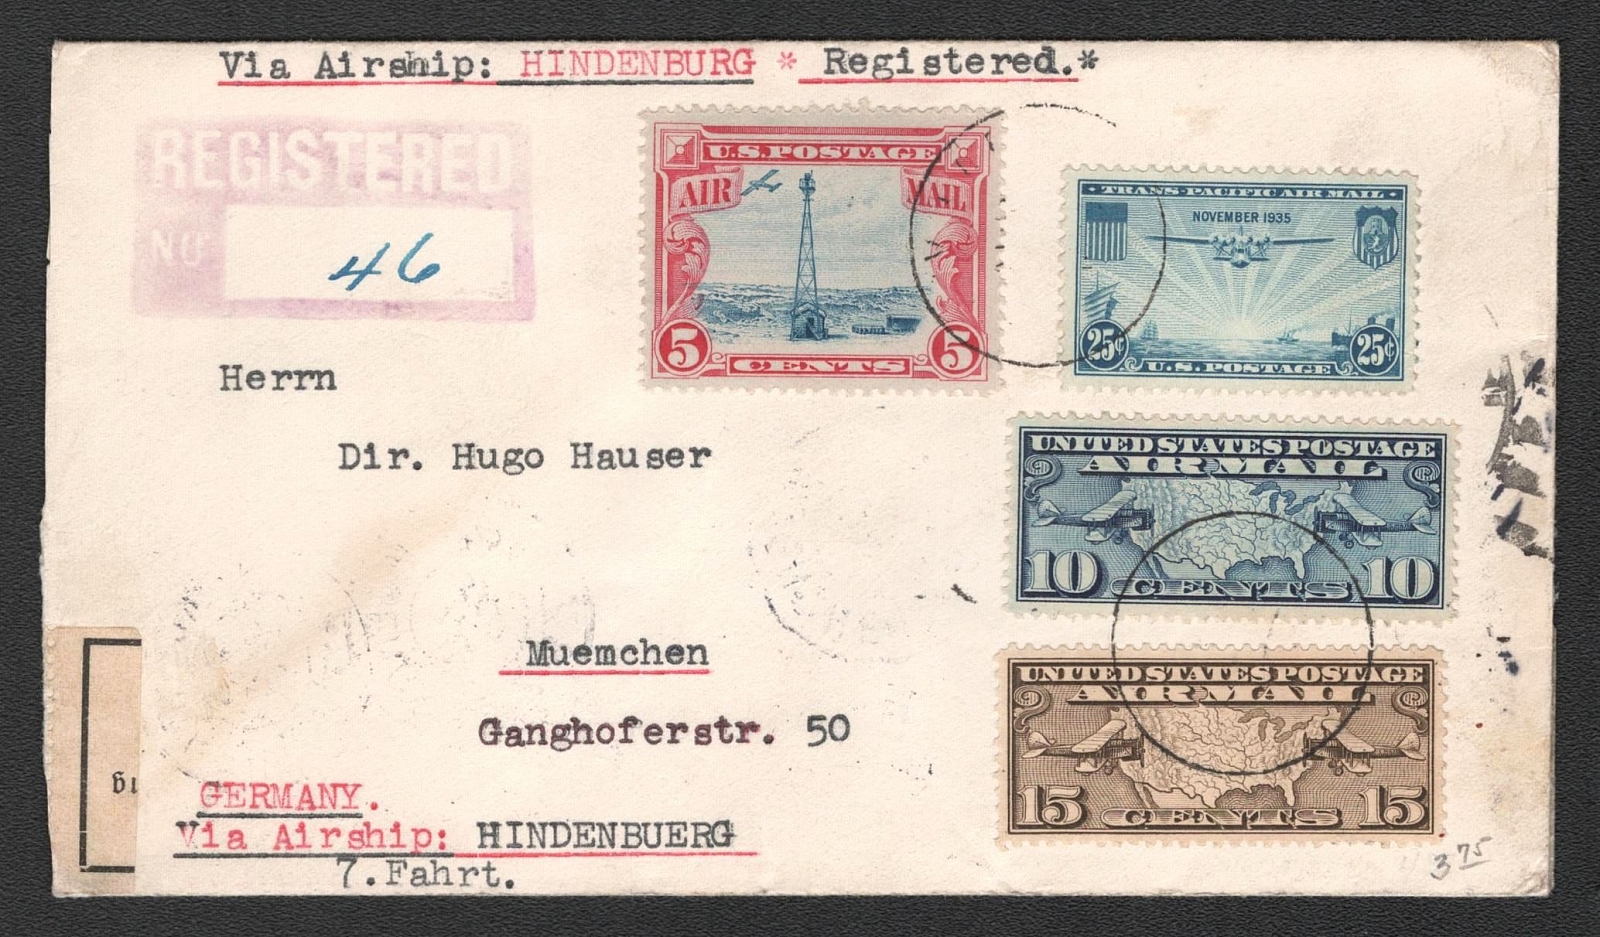 Via Airship: HINDENBURG * Registered.*
REGISTERED
NO
46
U.S. POSTAGE
AIR MAIL
5 5
CENTS
TRANS-PACIFIC AIR MAIL
NOVEMBER 1935
25¢ 25¢
U.S. POSTAGE
Herrn
Dir. Hugo Hauser
UNITED STATES POSTAGE
AIR MAIL
10 CENTS 10
Muemchen
Ganghoferstr. 50
UNITED STATES POSTAGE
AIR MAIL
15 CENTS 15
GERMANY.
Via Airship: HINDENBUERG
7.Fahrt.
3 75